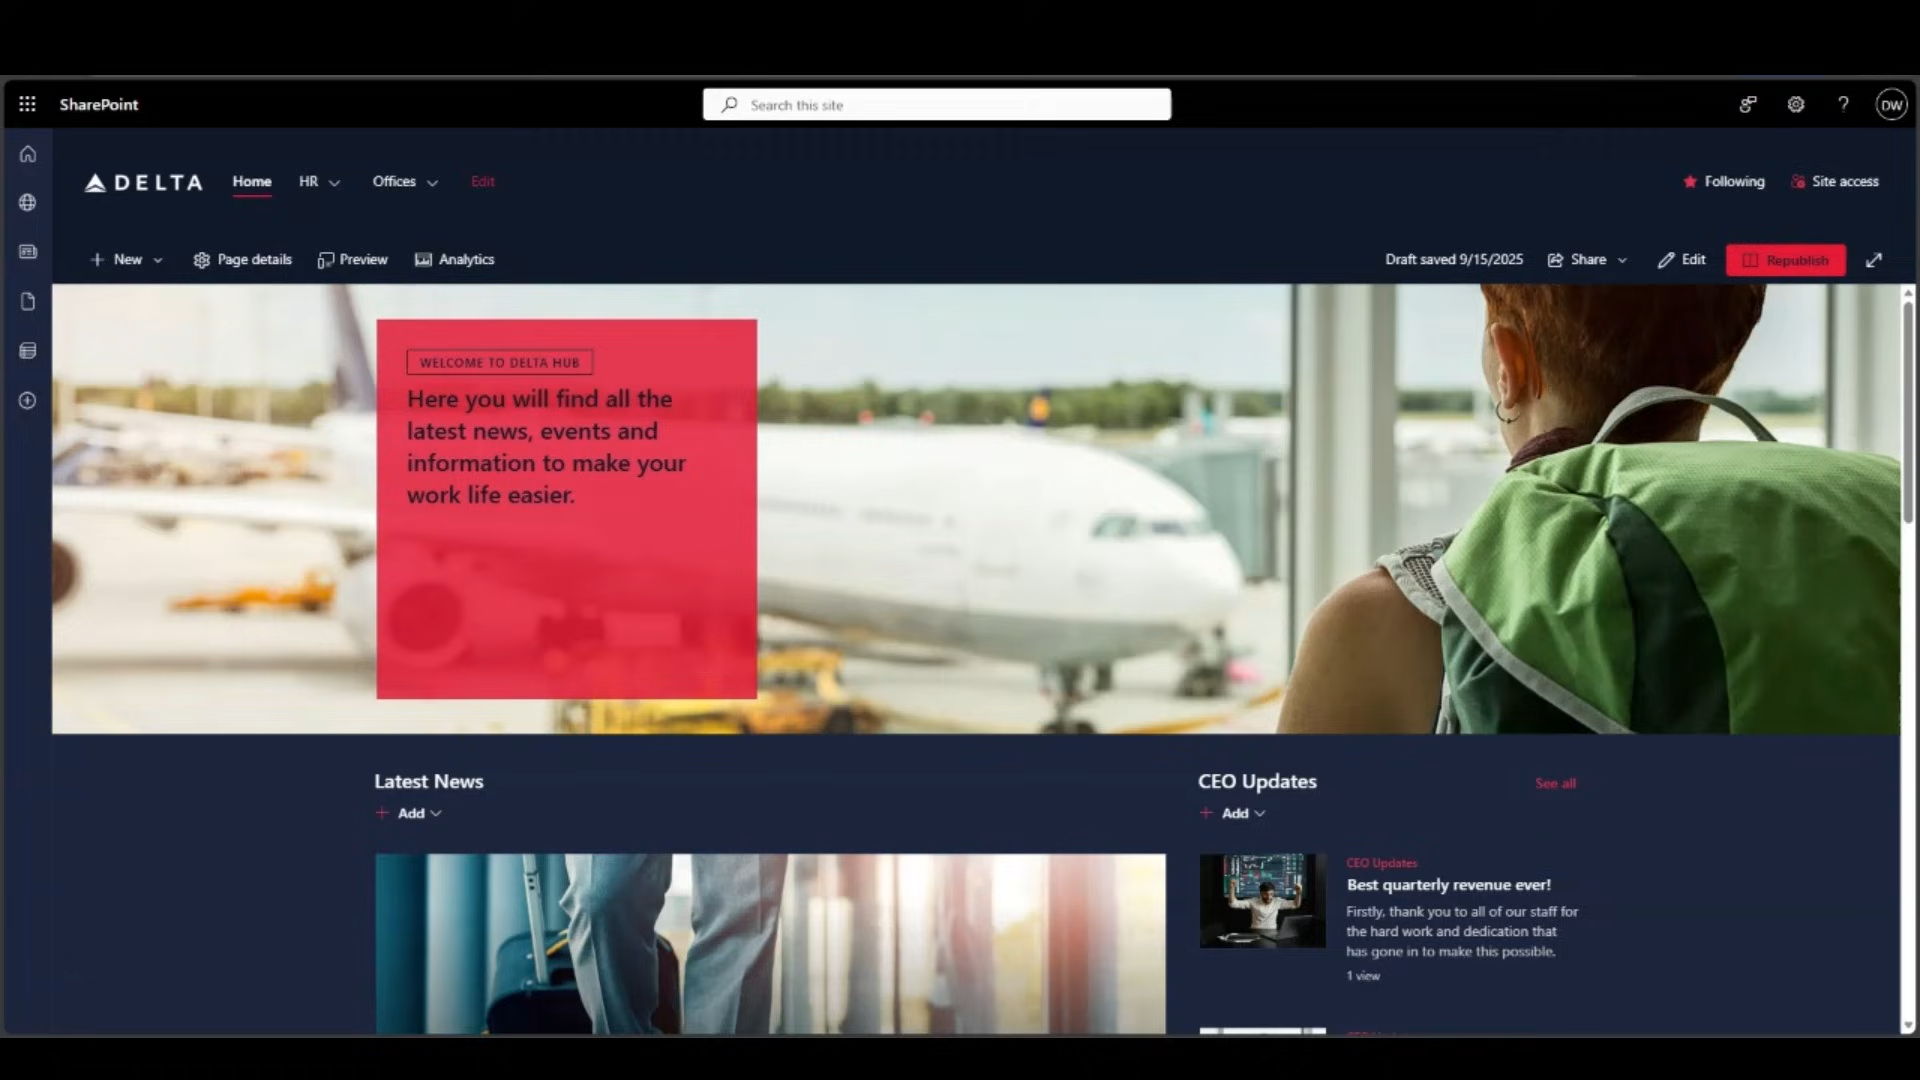 SharePoint
Search this site
?
DW
DELTA
Home
HR
Offices
Edit
Following
Site access
New
Page details
Preview
Analytics
Draft saved 9/15/2025
Share
Edit
Republish
WELCOME TO DELTA HUB
Here you will find all the
latest news, events and
information to make your
work life easier.
Latest News
+ Add
CEO Updates
See all
+ Add
CEO Updates
Best quarterly revenue ever!
Firstly, thank you to all of our staff for
the hard work and dedication that
has gone in to make this possible.
1 view